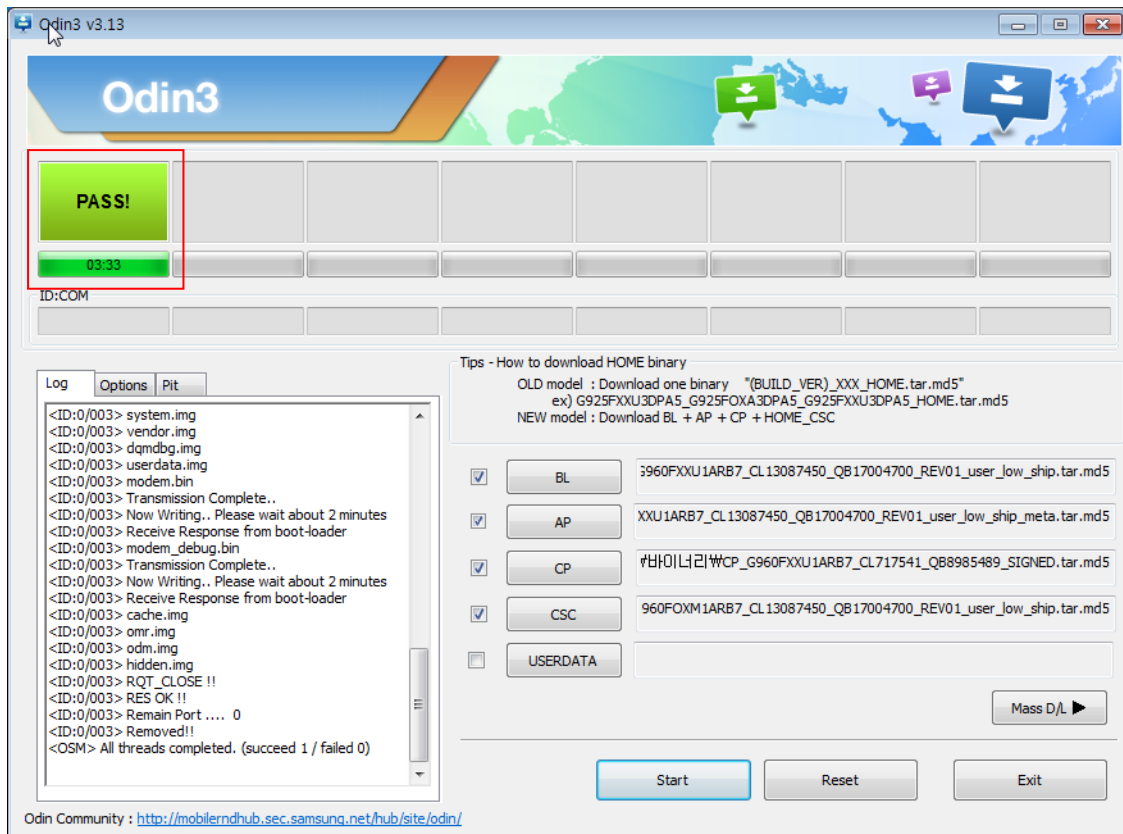 Odin3 v3.13
Odin3
PASS!
03:33
ID:COM
Log
Options
Pit
<ID:0/003> system.img
<ID:0/003> vendor.img
<ID:0/003> dqmdbg.img
<ID:0/003> userdata.img
<ID:0/003> modem.bin
<ID:0/003> Transmission Complete..
<ID:0/003> Now Writing.. Please wait about 2 minutes
<ID:0/003> Receive Response from boot-loader
<ID:0/003> modem_debug.bin
<ID:0/003> Transmission Complete..
<ID:0/003> Now Writing.. Please wait about 2 minutes
<ID:0/003> Receive Response from boot-loader
<ID:0/003> cache.img
<ID:0/003> omr.img
<ID:0/003> odm.img
<ID:0/003> hidden.img
<ID:0/003> RQT_CLOSE !!
<ID:0/003> RES OK !!
<ID:0/003> Remain Port .... 0
<ID:0/003> Removed!!
<OSM> All threads completed. (succeed 1 / failed 0)
Tips - How to download HOME binary
OLD model : Download one binary "(BUILD_VER)_XXX_HOME.tar.md5"
ex) G925FXXU3DPA5_G925FOXA3DPA5_G925FXXU3DPA5_HOME.tar.md5
NEW model : Download BL + AP + CP + HOME_CSC
BL
G960FXXU1ARB7_CL13087450_QB17004700_REV01_user_low_ship.tar.md5
AP
XXU1ARB7_CL13087450_QB17004700_REV01_user_low_ship_meta.tar.md5
CP
바이너리₩CP_G960FXXU1ARB7_CL717541_QB8985489_SIGNED.tar.md5
CSC
960FOXM1ARB7_CL13087450_QB17004700_REV01_user_low_ship.tar.md5
USERDATA
Mass D/L ▶
Start
Reset
Exit
Odin Community : http://mobilerndhub.sec.samsung.net/hub/site/odin/